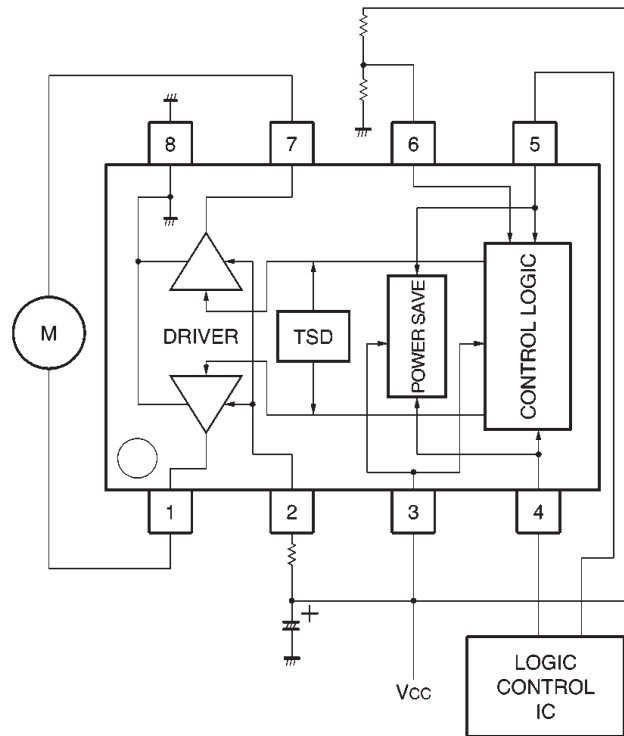 8
7
6
5
M
DRIVER
TSD
POWER SAVE
CONTROL LOGIC
1
2
3
4
+
VCC
LOGIC
CONTROL
IC